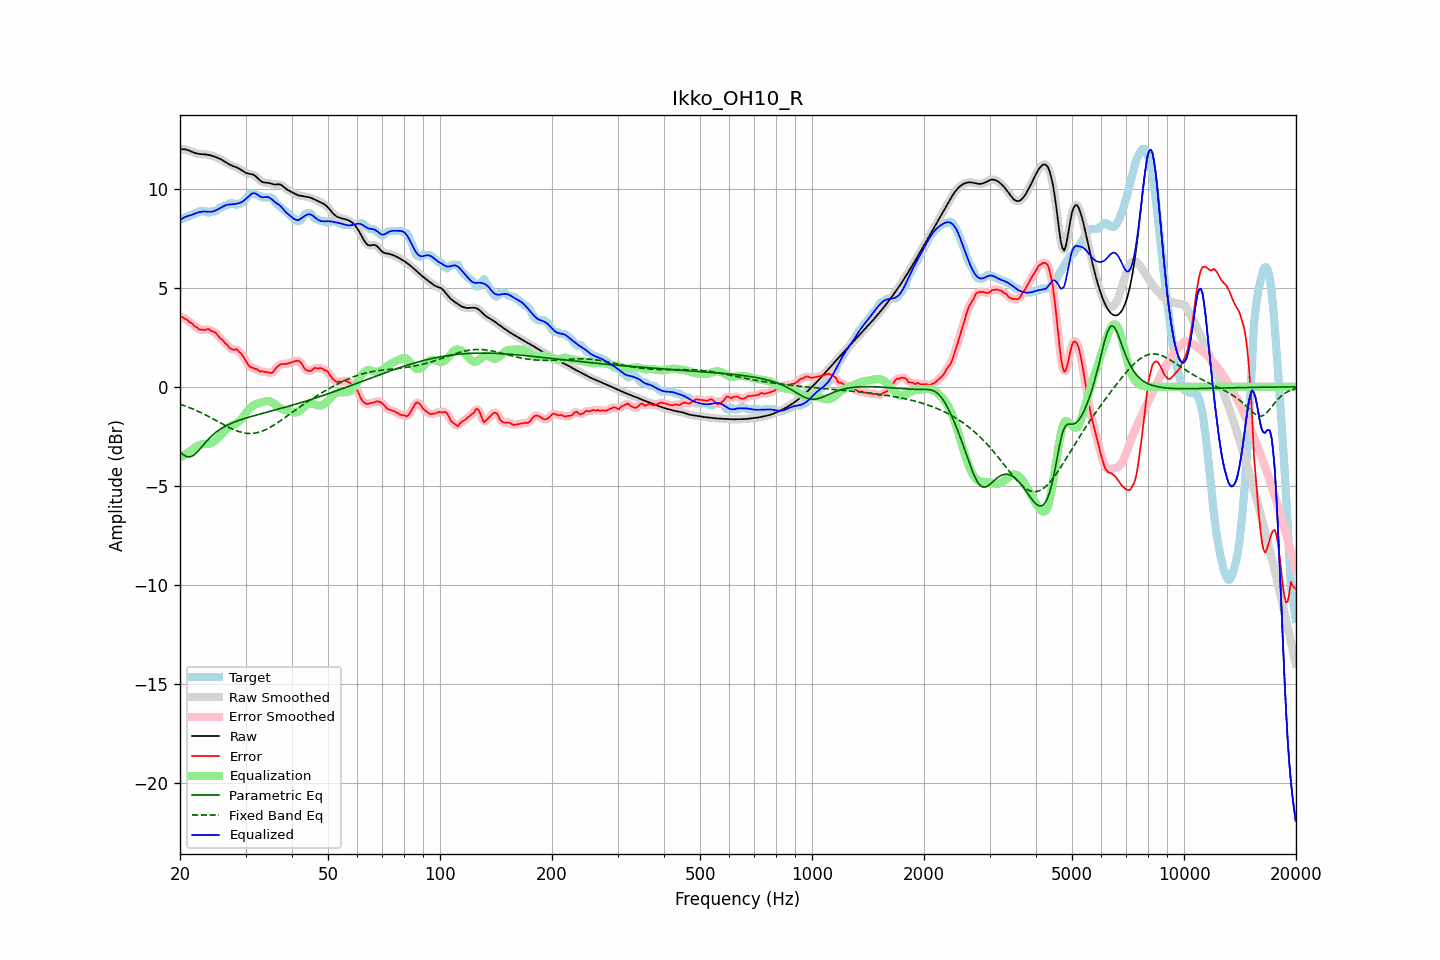 Ikko_OH10_R
10
5
0
−5
−10
−15
−20
Amplitude (dBr)
Target
Raw Smoothed
Error Smoothed
Raw
Error
Equalization
Parametric Eq
Fixed Band Eq
Equalized
20 50 100 200 500 1000 2000 5000 10000 20000
Frequency (Hz)